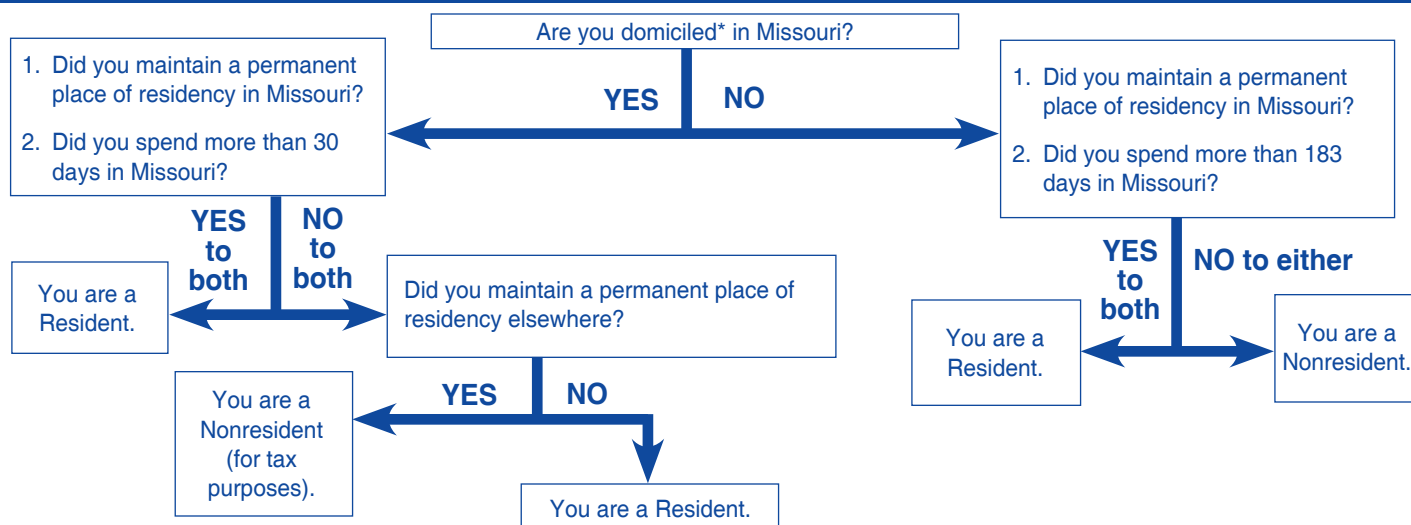 Are you domiciled* in Missouri?
1. Did you maintain a permanent
place of residency in Missouri?
2. Did you spend more than 30
days in Missouri?
YES
NO
1. Did you maintain a permanent
place of residency in Missouri?
2. Did you spend more than 183
days in Missouri?
YES
to
both
NO
to
both
You are a
Resident.
Did you maintain a permanent place of
residency elsewhere?
YES
to
both
NO to either
You are a
Resident.
You are a
Nonresident.
YES
NO
You are a
Nonresident
(for tax
purposes).
You are a Resident.